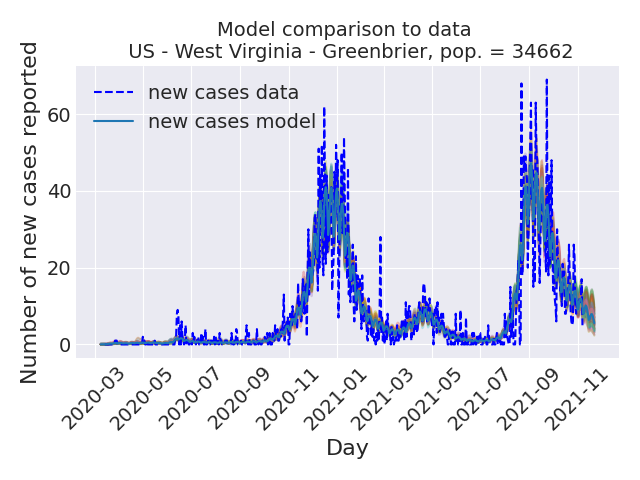 Model comparison to data
US - West Virginia - Greenbrier, pop. = 34662
Number of new cases reported
60
40
20
0
new cases data
new cases model
2020-03
2020-05
2020-07
2020-09
2020-11
2021-01
2021-03
2021-05
2021-07
2021-09
2021-11
Day